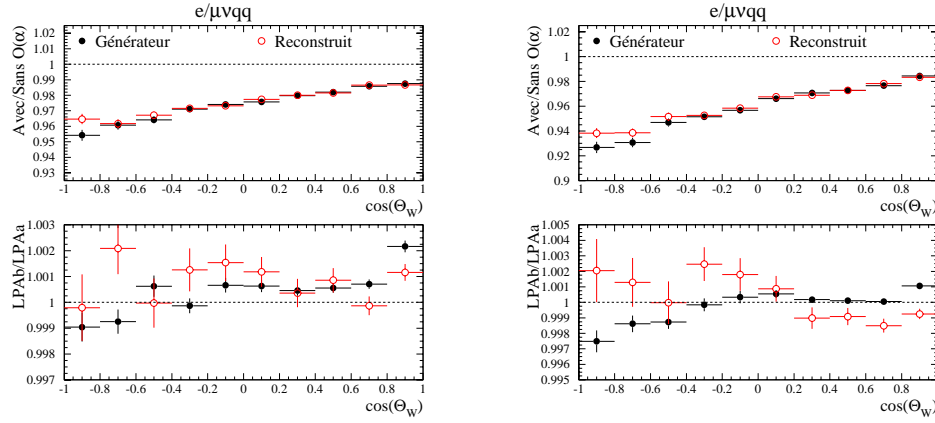 e/μνqq
Avec/Sans O(α)
Générateur
Reconstruit
1.02
1.01
1
0.99
0.98
0.97
0.96
0.95
0.94
0.93
-1 -0.8 -0.6 -0.4 -0.2 0 0.2 0.4 0.6 0.8 1
cos(Θ_W)
LPAb/LPAa
1.003
1.002
1.001
1
0.999
0.998
0.997
-1 -0.8 -0.6 -0.4 -0.2 0 0.2 0.4 0.6 0.8 1
cos(Θ_W)
e/μνqq
Avec/Sans O(α)
Générateur
Reconstruit
1.02
1
0.98
0.96
0.94
0.92
0.9
-1 -0.8 -0.6 -0.4 -0.2 0 0.2 0.4 0.6 0.8
cos(Θ_W)
LPAb/LPAa
1.005
1.004
1.002
1.001
1
0.999
0.997
0.996
0.995
-1 -0.8 -0.6 -0.4 -0.2 0 0.2 0.4 0.6 0.8
cos(Θ_W)